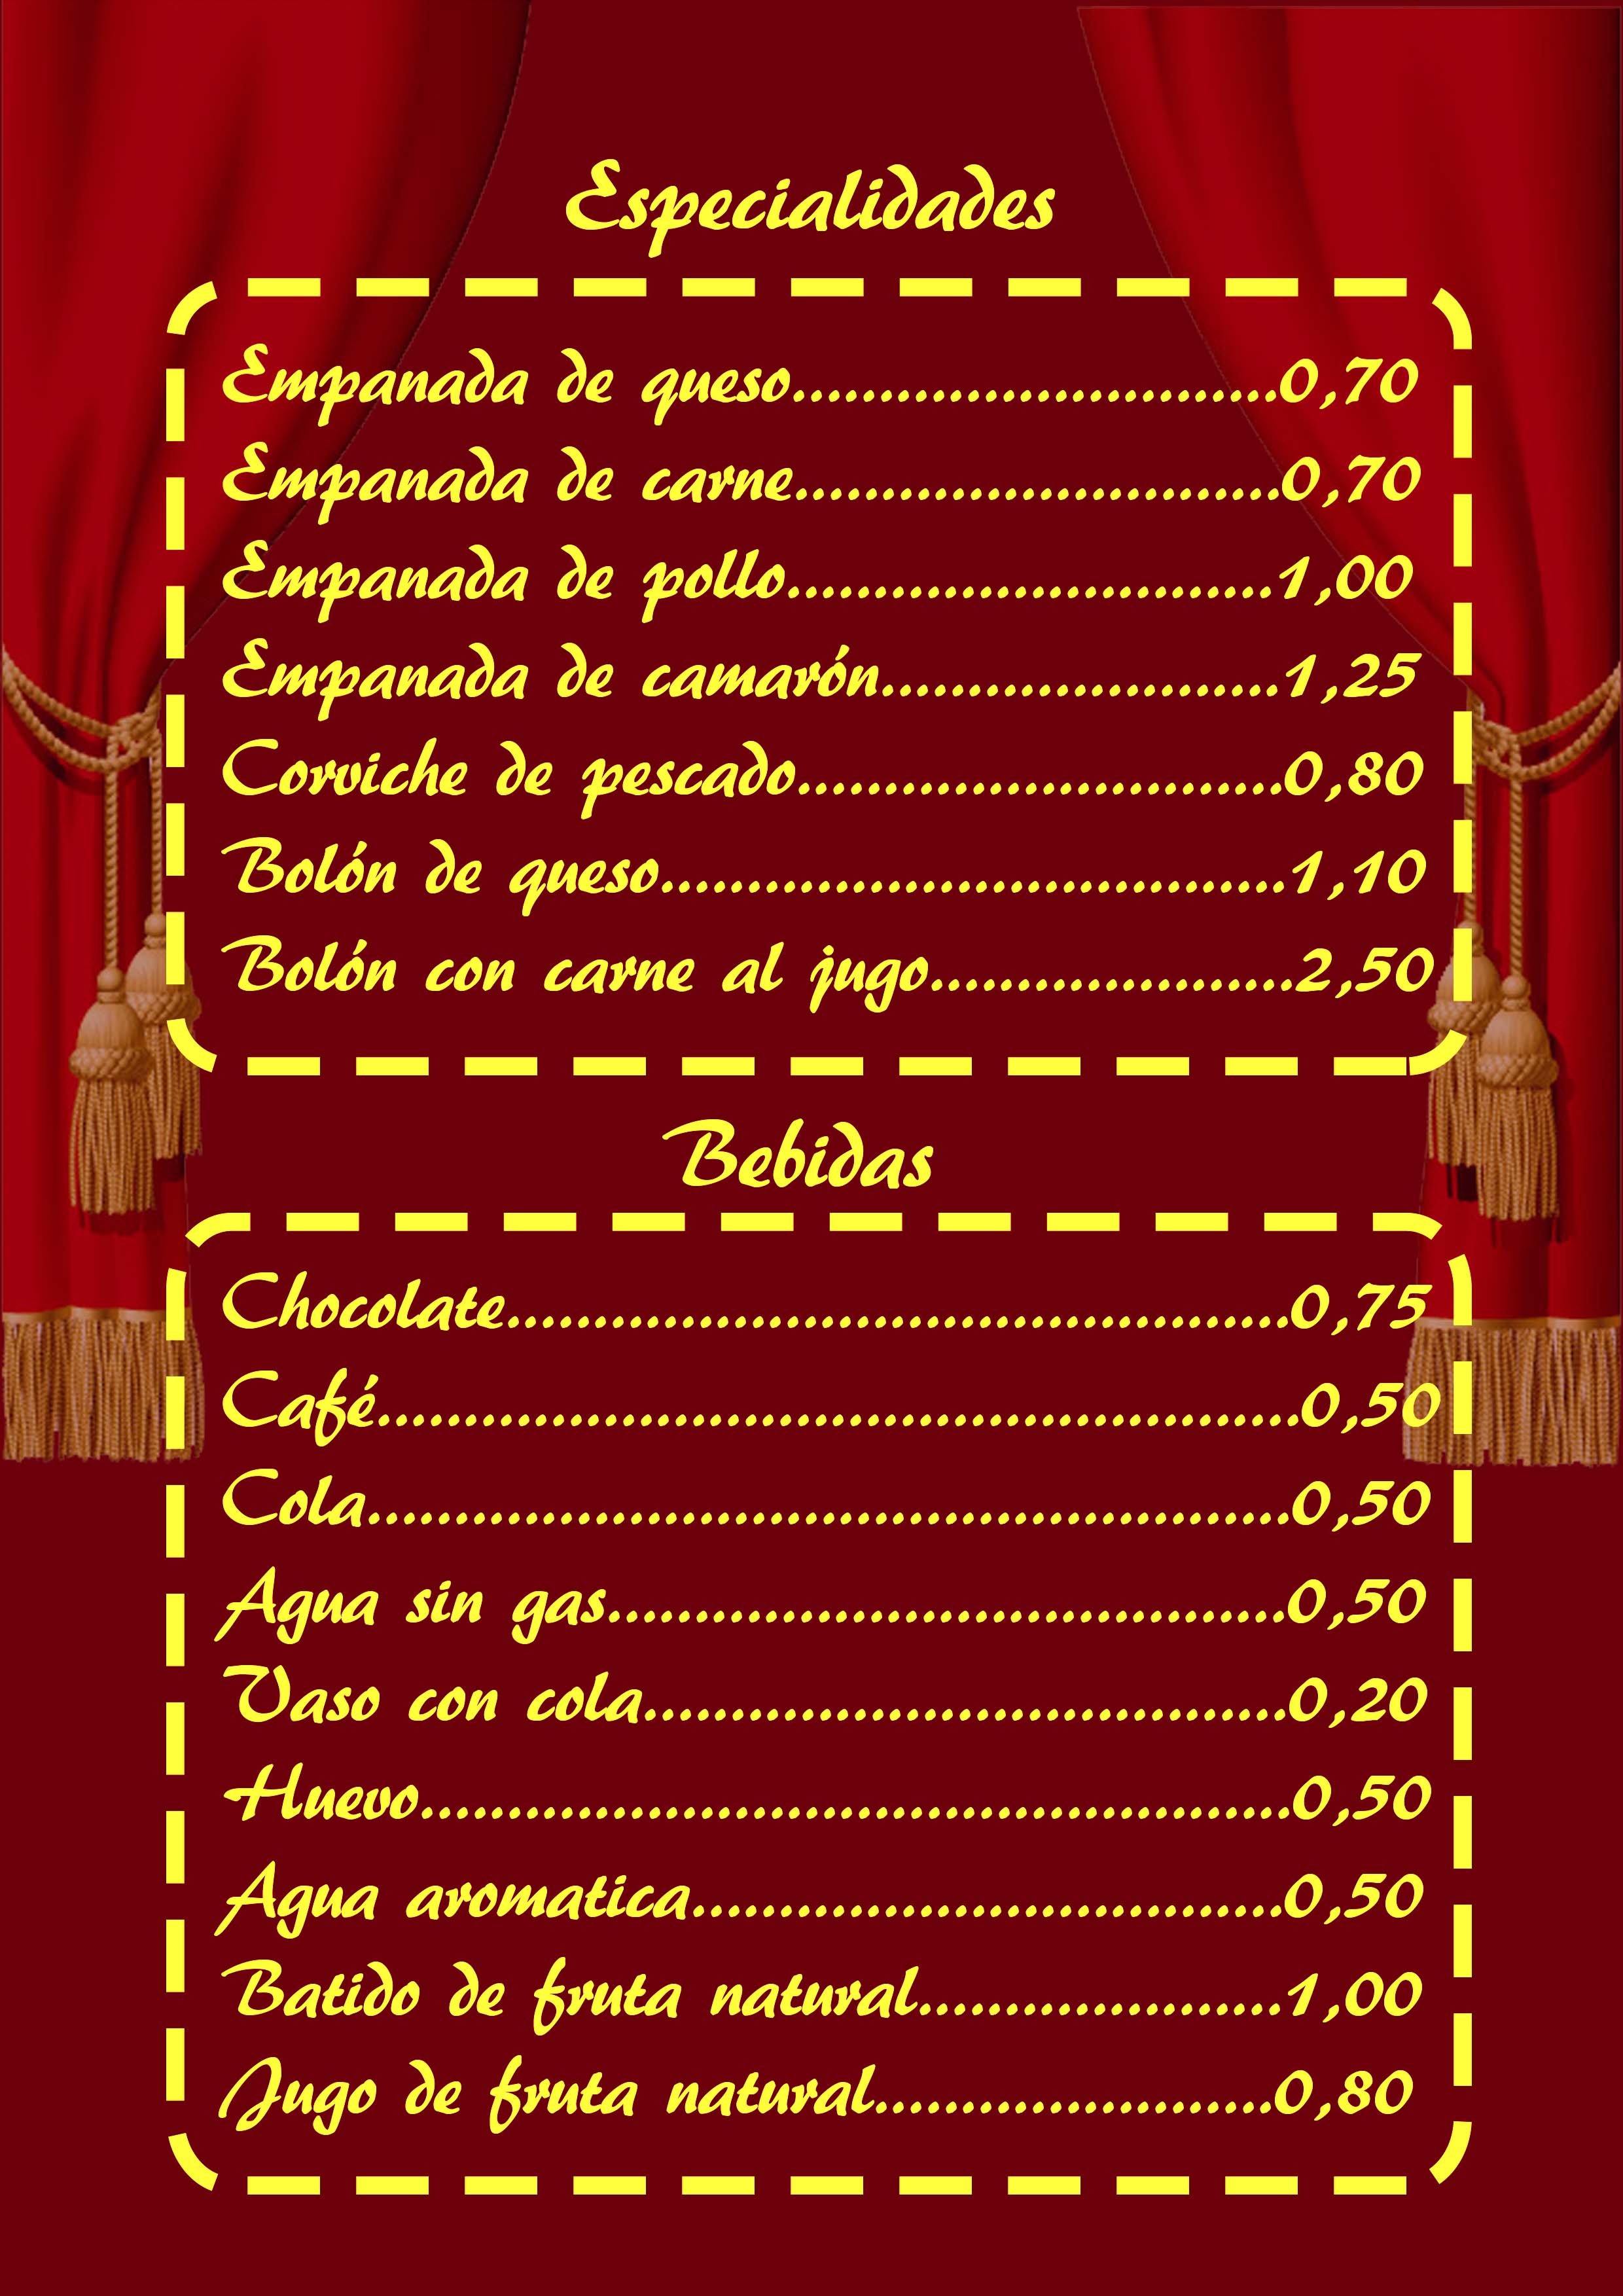 Especialidades
Empanada de queso..................................0,70
Empanada de carne..................................0,70
Empanada de pollo..................................1,00
Empanada de camarón............................1,25
Corviche de pescado..................................0,80
Bolón de queso............................................1,10
Bolón con carne al jugo.........................2,50
Bebidas
Chocolate.......................................................0,75
Café.................................................................0,50
Cola.................................................................0,50
Agua sin gas................................................0,50
Vaso con cola.............................................0,20
Huevo.............................................................0,50
Agua aromatica.........................................0,50
Batido de fruta natural.........................1,00
Jugo de fruta natural............................0,80